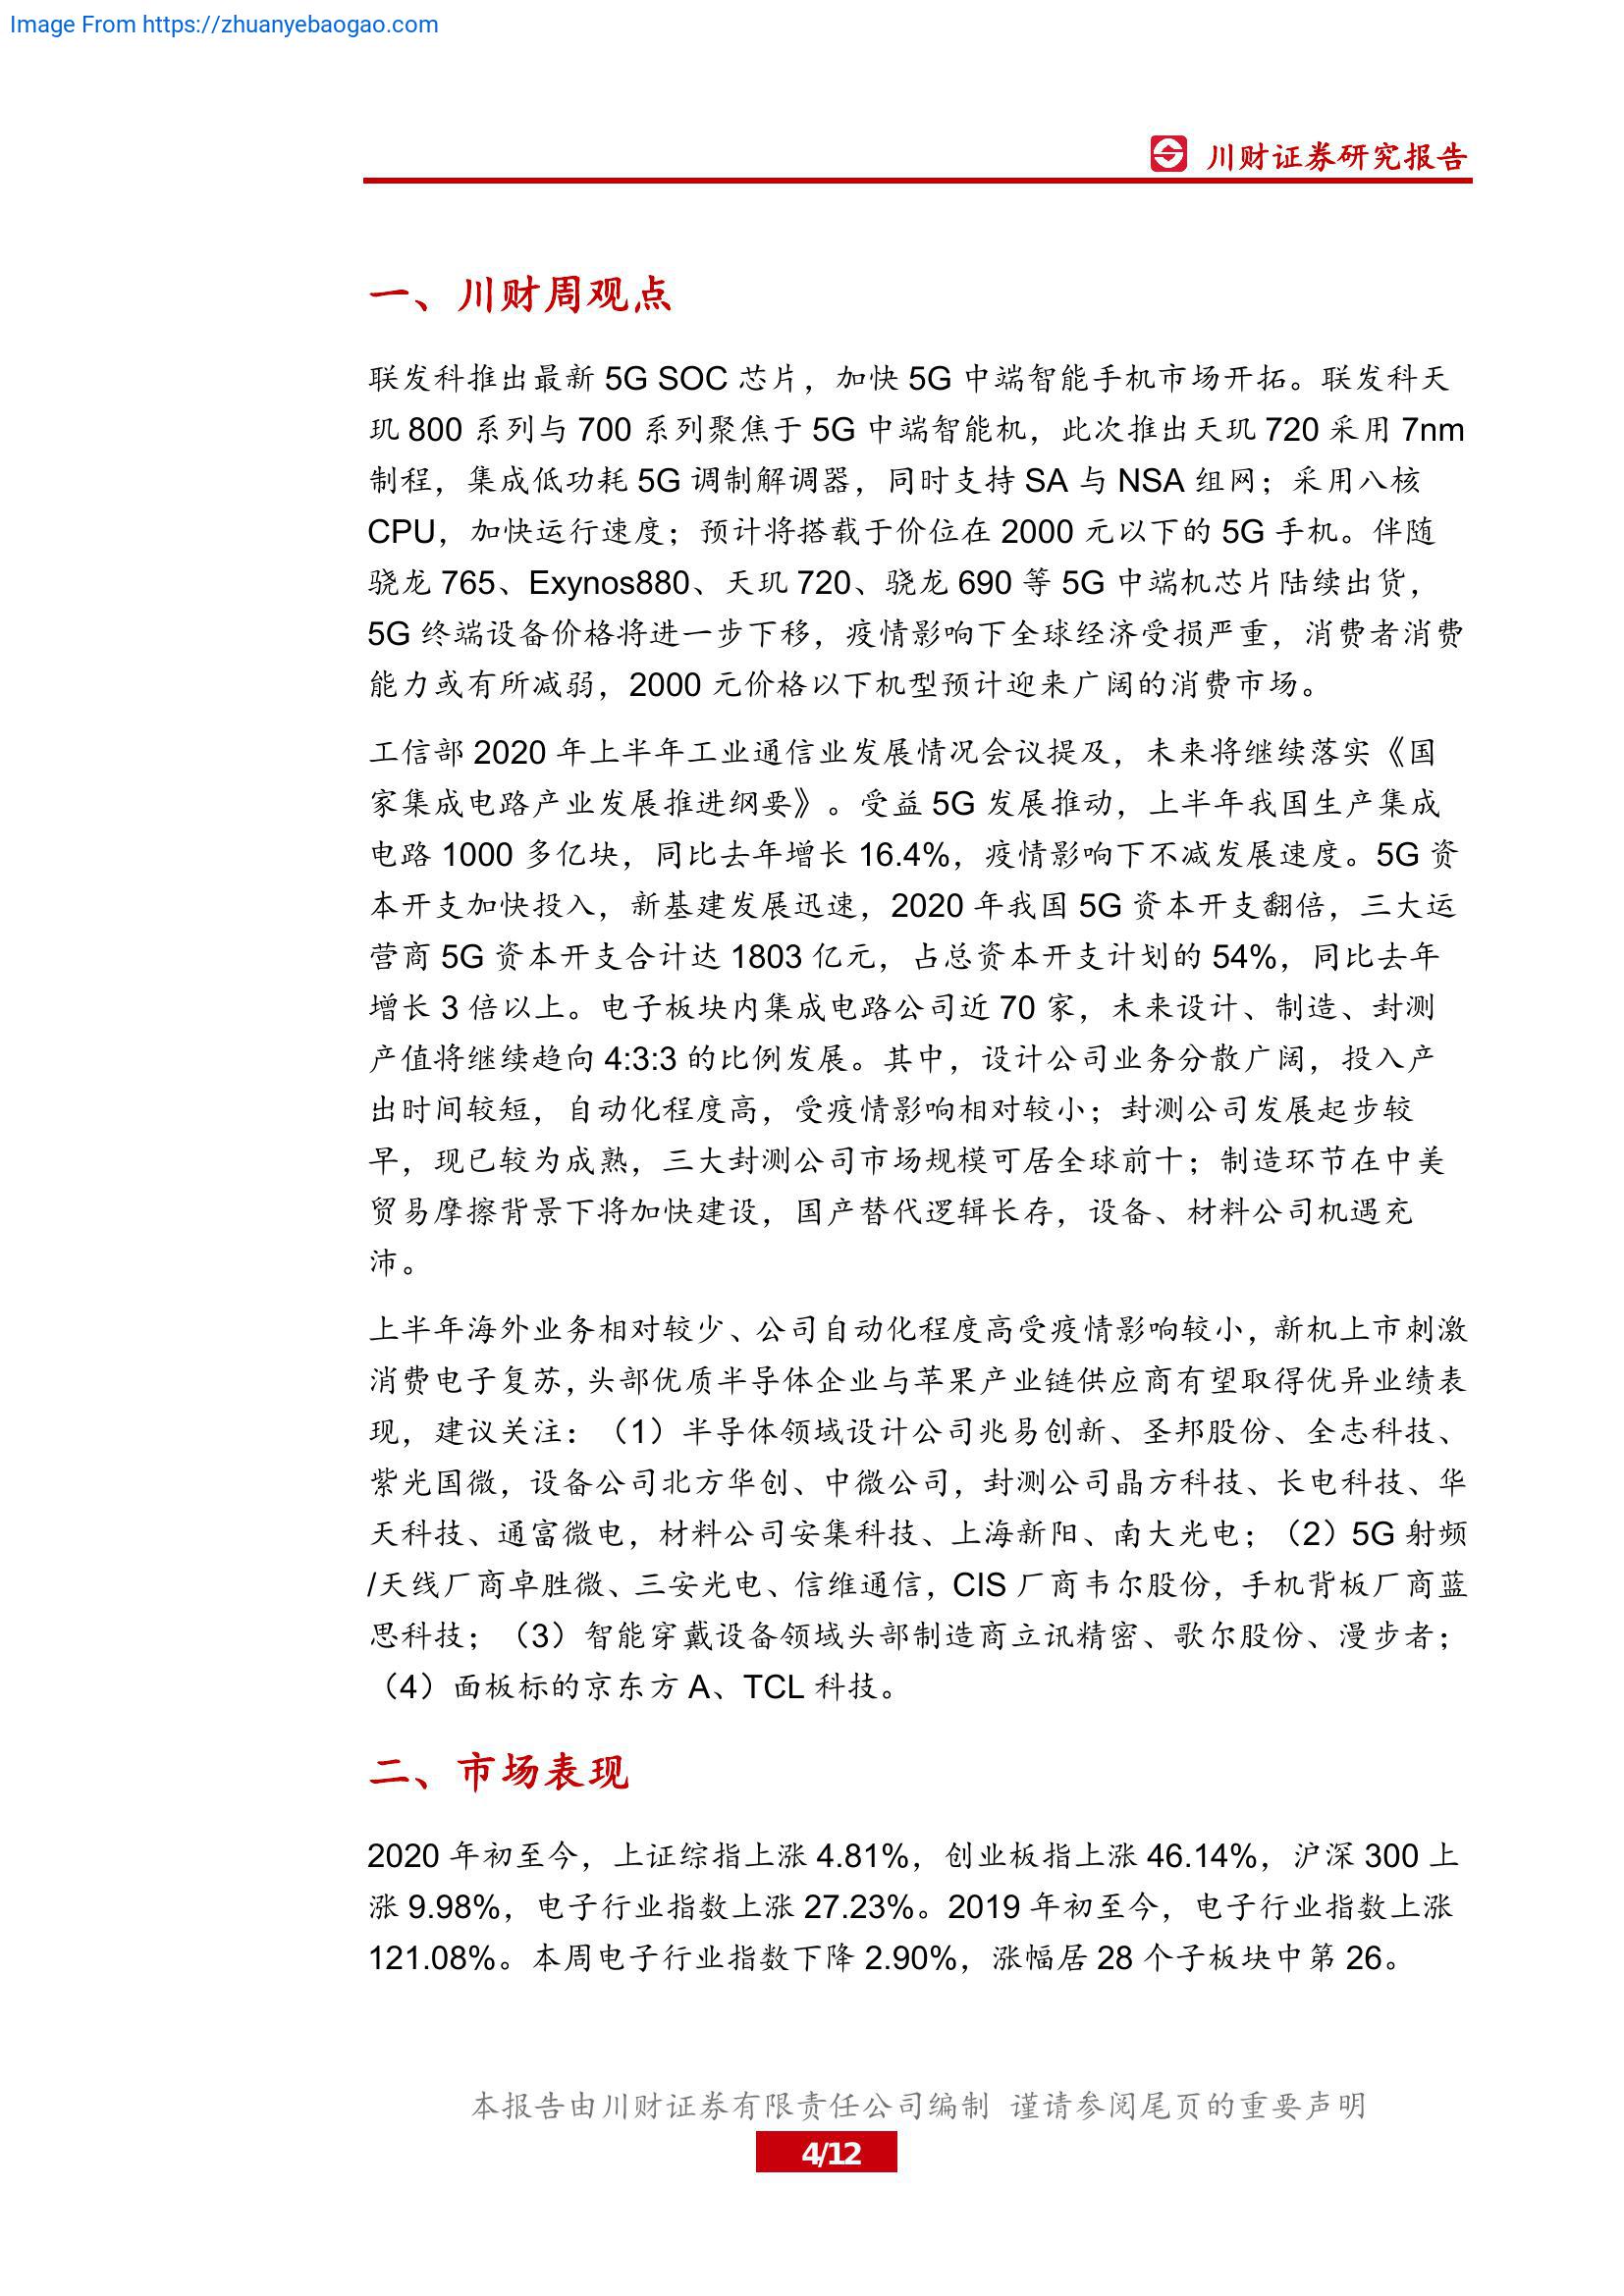 Image From https://zhuanyebaogao.com
川财证券研究报告
一、川财周观点
联发科推出最新 5G SOC 芯片，加快 5G 中端智能手机市场开拓。联发科天
玑 800 系列与 700 系列聚焦于 5G 中端智能机，此次推出天玑 720 采用 7nm
制程，集成低功耗 5G 调制解调器，同时支持 SA 与 NSA 组网；采用八核
CPU，加快运行速度；预计将搭载于价位在 2000 元以下的 5G 手机。伴随
骁龙 765、Exynos880、天玑 720、骁龙 690 等 5G 中端机芯片陆续出货，
5G 终端设备价格将进一步下移，疫情影响下全球经济受损严重，消费者消费
能力或有所减弱，2000 元价格以下机型预计迎来广阔的消费市场。
工信部 2020 年上半年工业通信业发展情况会议提及，未来将继续落实《国
家集成电路产业发展推进纲要》。受益 5G 发展推动，上半年我国生产集成
电路 1000 多亿块，同比去年增长 16.4%，疫情影响下不减发展速度。5G 资
本开支加快投入，新基建发展迅速，2020 年我国 5G 资本开支翻倍，三大运
营商 5G 资本开支合计达 1803 亿元，占总资本开支计划的 54%，同比去年
增长 3 倍以上。电子板块内集成电路公司近 70 家，未来设计、制造、封测
产值将继续趋向 4:3:3 的比例发展。其中，设计公司业务分散广阔，投入产
出时间较短，自动化程度高，受疫情影响相对较小；封测公司发展起步较
早，现已较为成熟，三大封测公司市场规模可居全球前十；制造环节在中美
贸易摩擦背景下将加快建设，国产替代逻辑长存，设备、材料公司机遇充
沛。
上半年海外业务相对较少、公司自动化程度高受疫情影响较小，新机上市刺激
消费电子复苏，头部优质半导体企业与苹果产业链供应商有望取得优异业绩表
现，建议关注：（1）半导体领域设计公司兆易创新、圣邦股份、全志科技、
紫光国微，设备公司北方华创、中微公司，封测公司晶方科技、长电科技、华
天科技、通富微电，材料公司安集科技、上海新阳、南大光电；（2）5G 射频
/天线厂商卓胜微、三安光电、信维通信，CIS 厂商韦尔股份，手机背板厂商蓝
思科技；（3）智能穿戴设备领域头部制造商立讯精密、歌尔股份、漫步者；
（4）面板标的京东方 A、TCL 科技。
二、市场表现
2020 年初至今，上证综指上涨 4.81%，创业板指上涨 46.14%，沪深 300 上
涨 9.98%，电子行业指数上涨 27.23%。2019 年初至今，电子行业指数上涨
121.08%。本周电子行业指数下降 2.90%，涨幅居 28 个子板块中第 26。
本报告由川财证券有限责任公司编制 谨请参阅尾页的重要声明
4/12